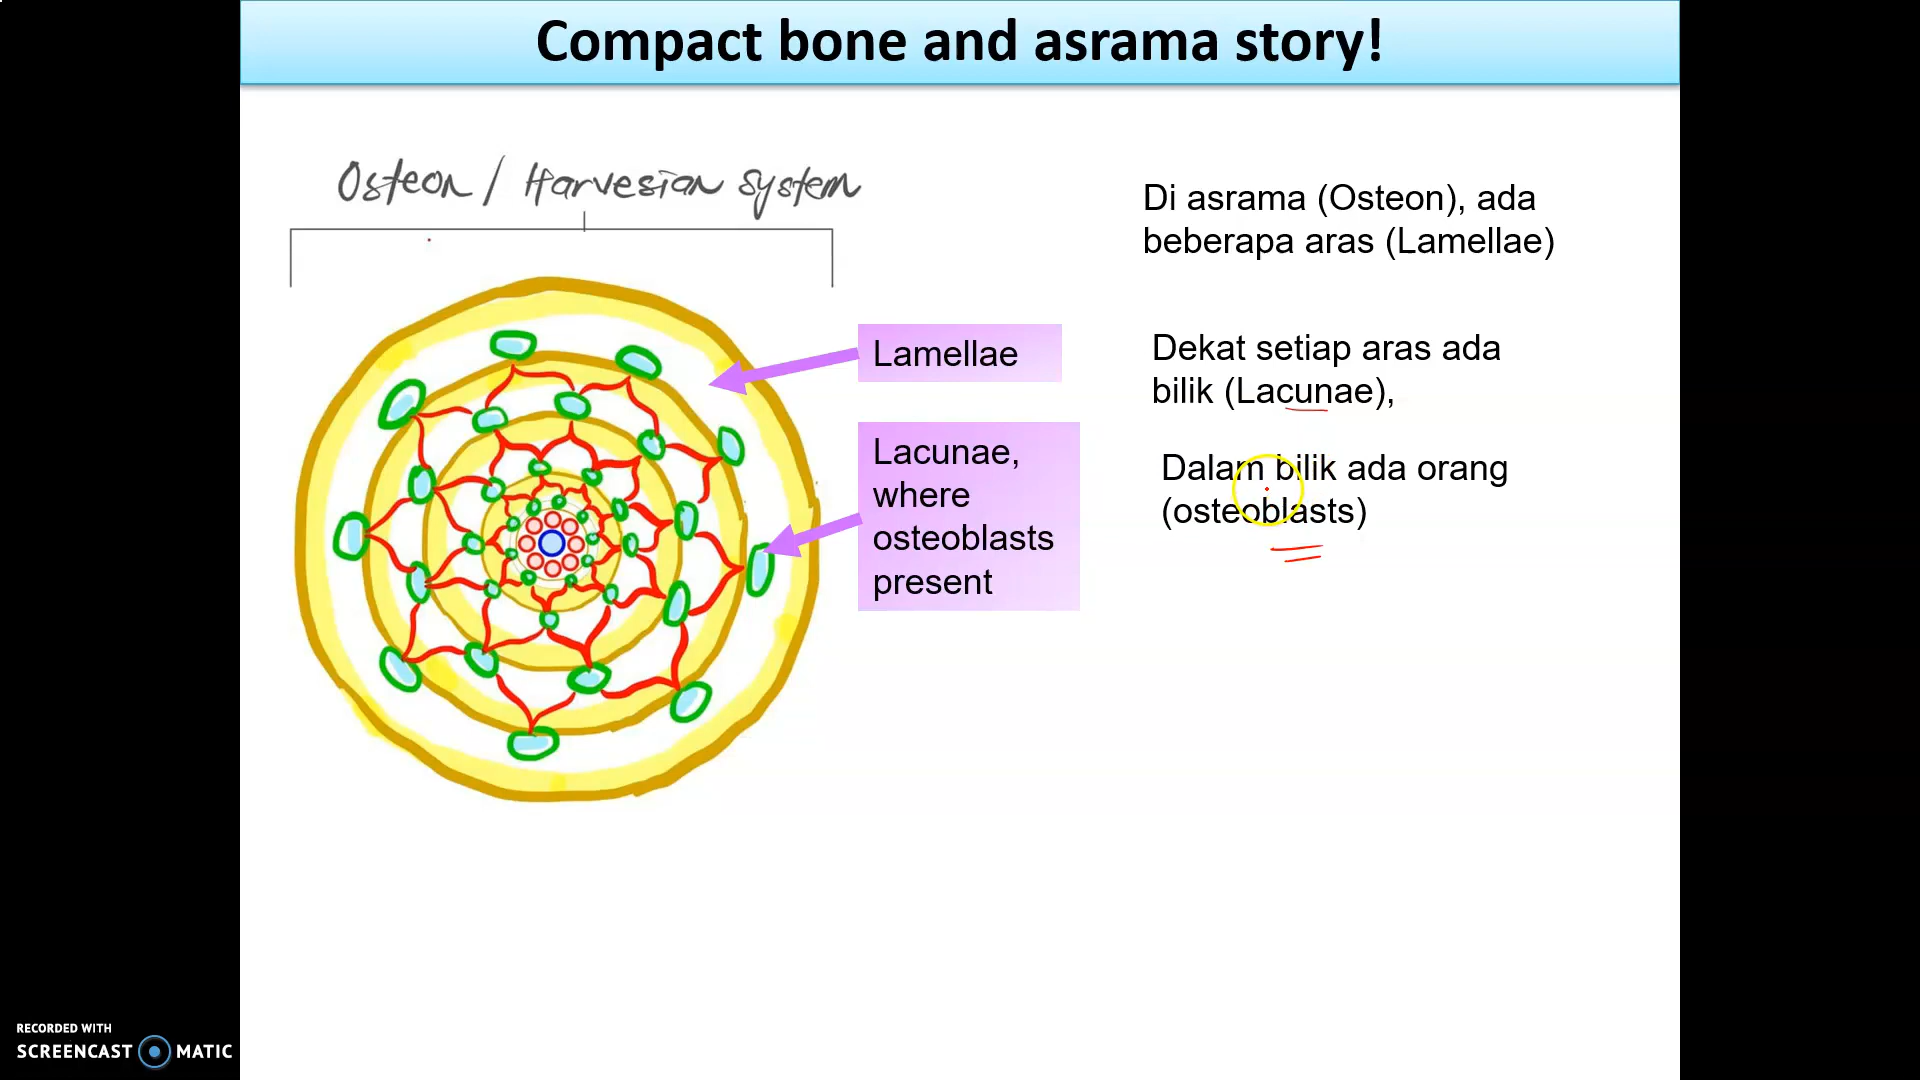 Compact bone and asrama story!
Osteon / Harvesian system
Di asrama (Osteon), ada
beberapa aras (Lamellae)
Lamellae
Dekat setiap aras ada
bilik (Lacunae),
Lacunae,
where
osteoblasts
present
Dalam bilik ada orang
(osteoblasts)
RECORDED WITH
SCREENCAST MATIC